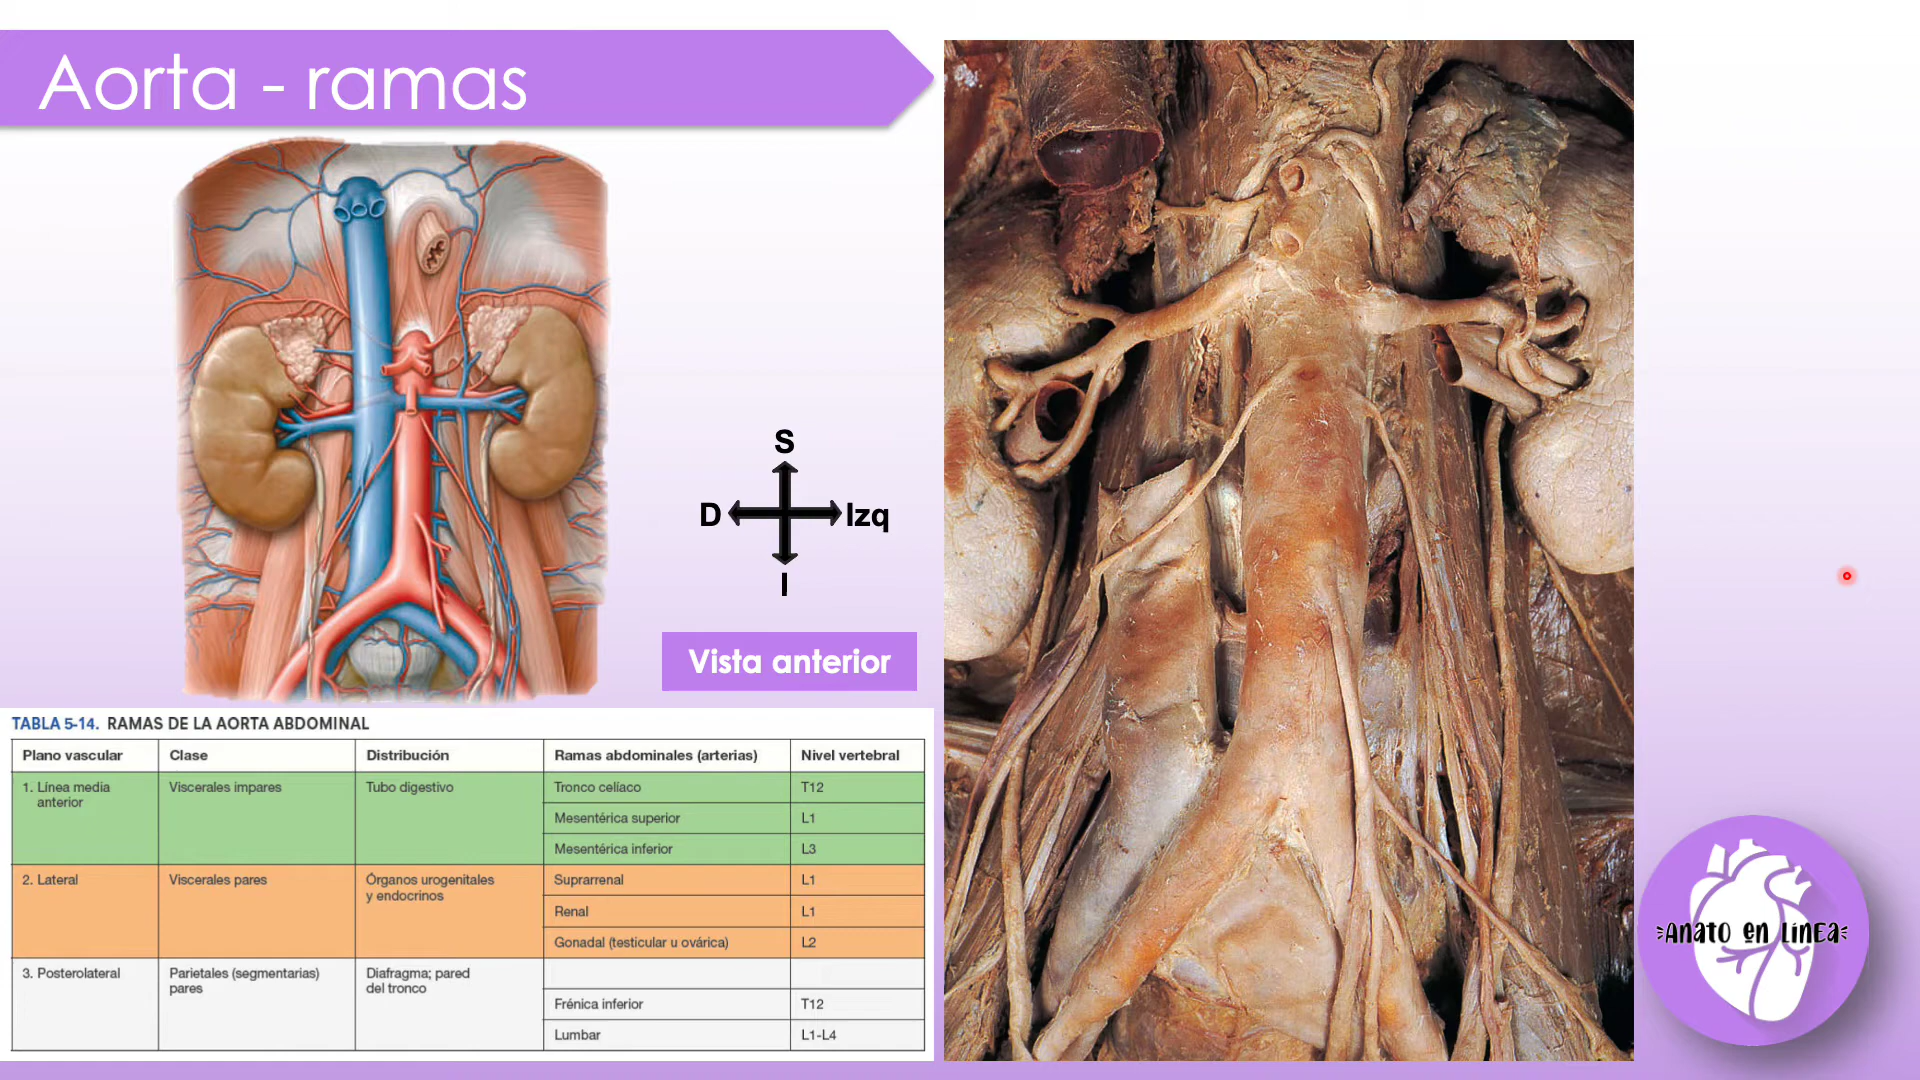 Aorta - ramas
S
D
Izq
I
Vista anterior
TABLA 5-14. RAMAS DE LA AORTA ABDOMINAL
Plano vascular Clase Distribución Ramas abdominales (arterias) Nivel vertebral
1. Línea media anterior Viscerales impares Tubo digestivo Tronco celíaco T12
Mesentérica superior L1
Mesentérica inferior L3
2. Lateral Viscerales pares Órganos urogenitales y endocrinos Suprarrenal L1
Renal L1
Gonadal (testicular u ovárica) L2
3. Posterolateral Parietales (segmentarias) pares Diafragma; pared del tronco
Frénica inferior T12
Lumbar L1-L4
Anato en Linea